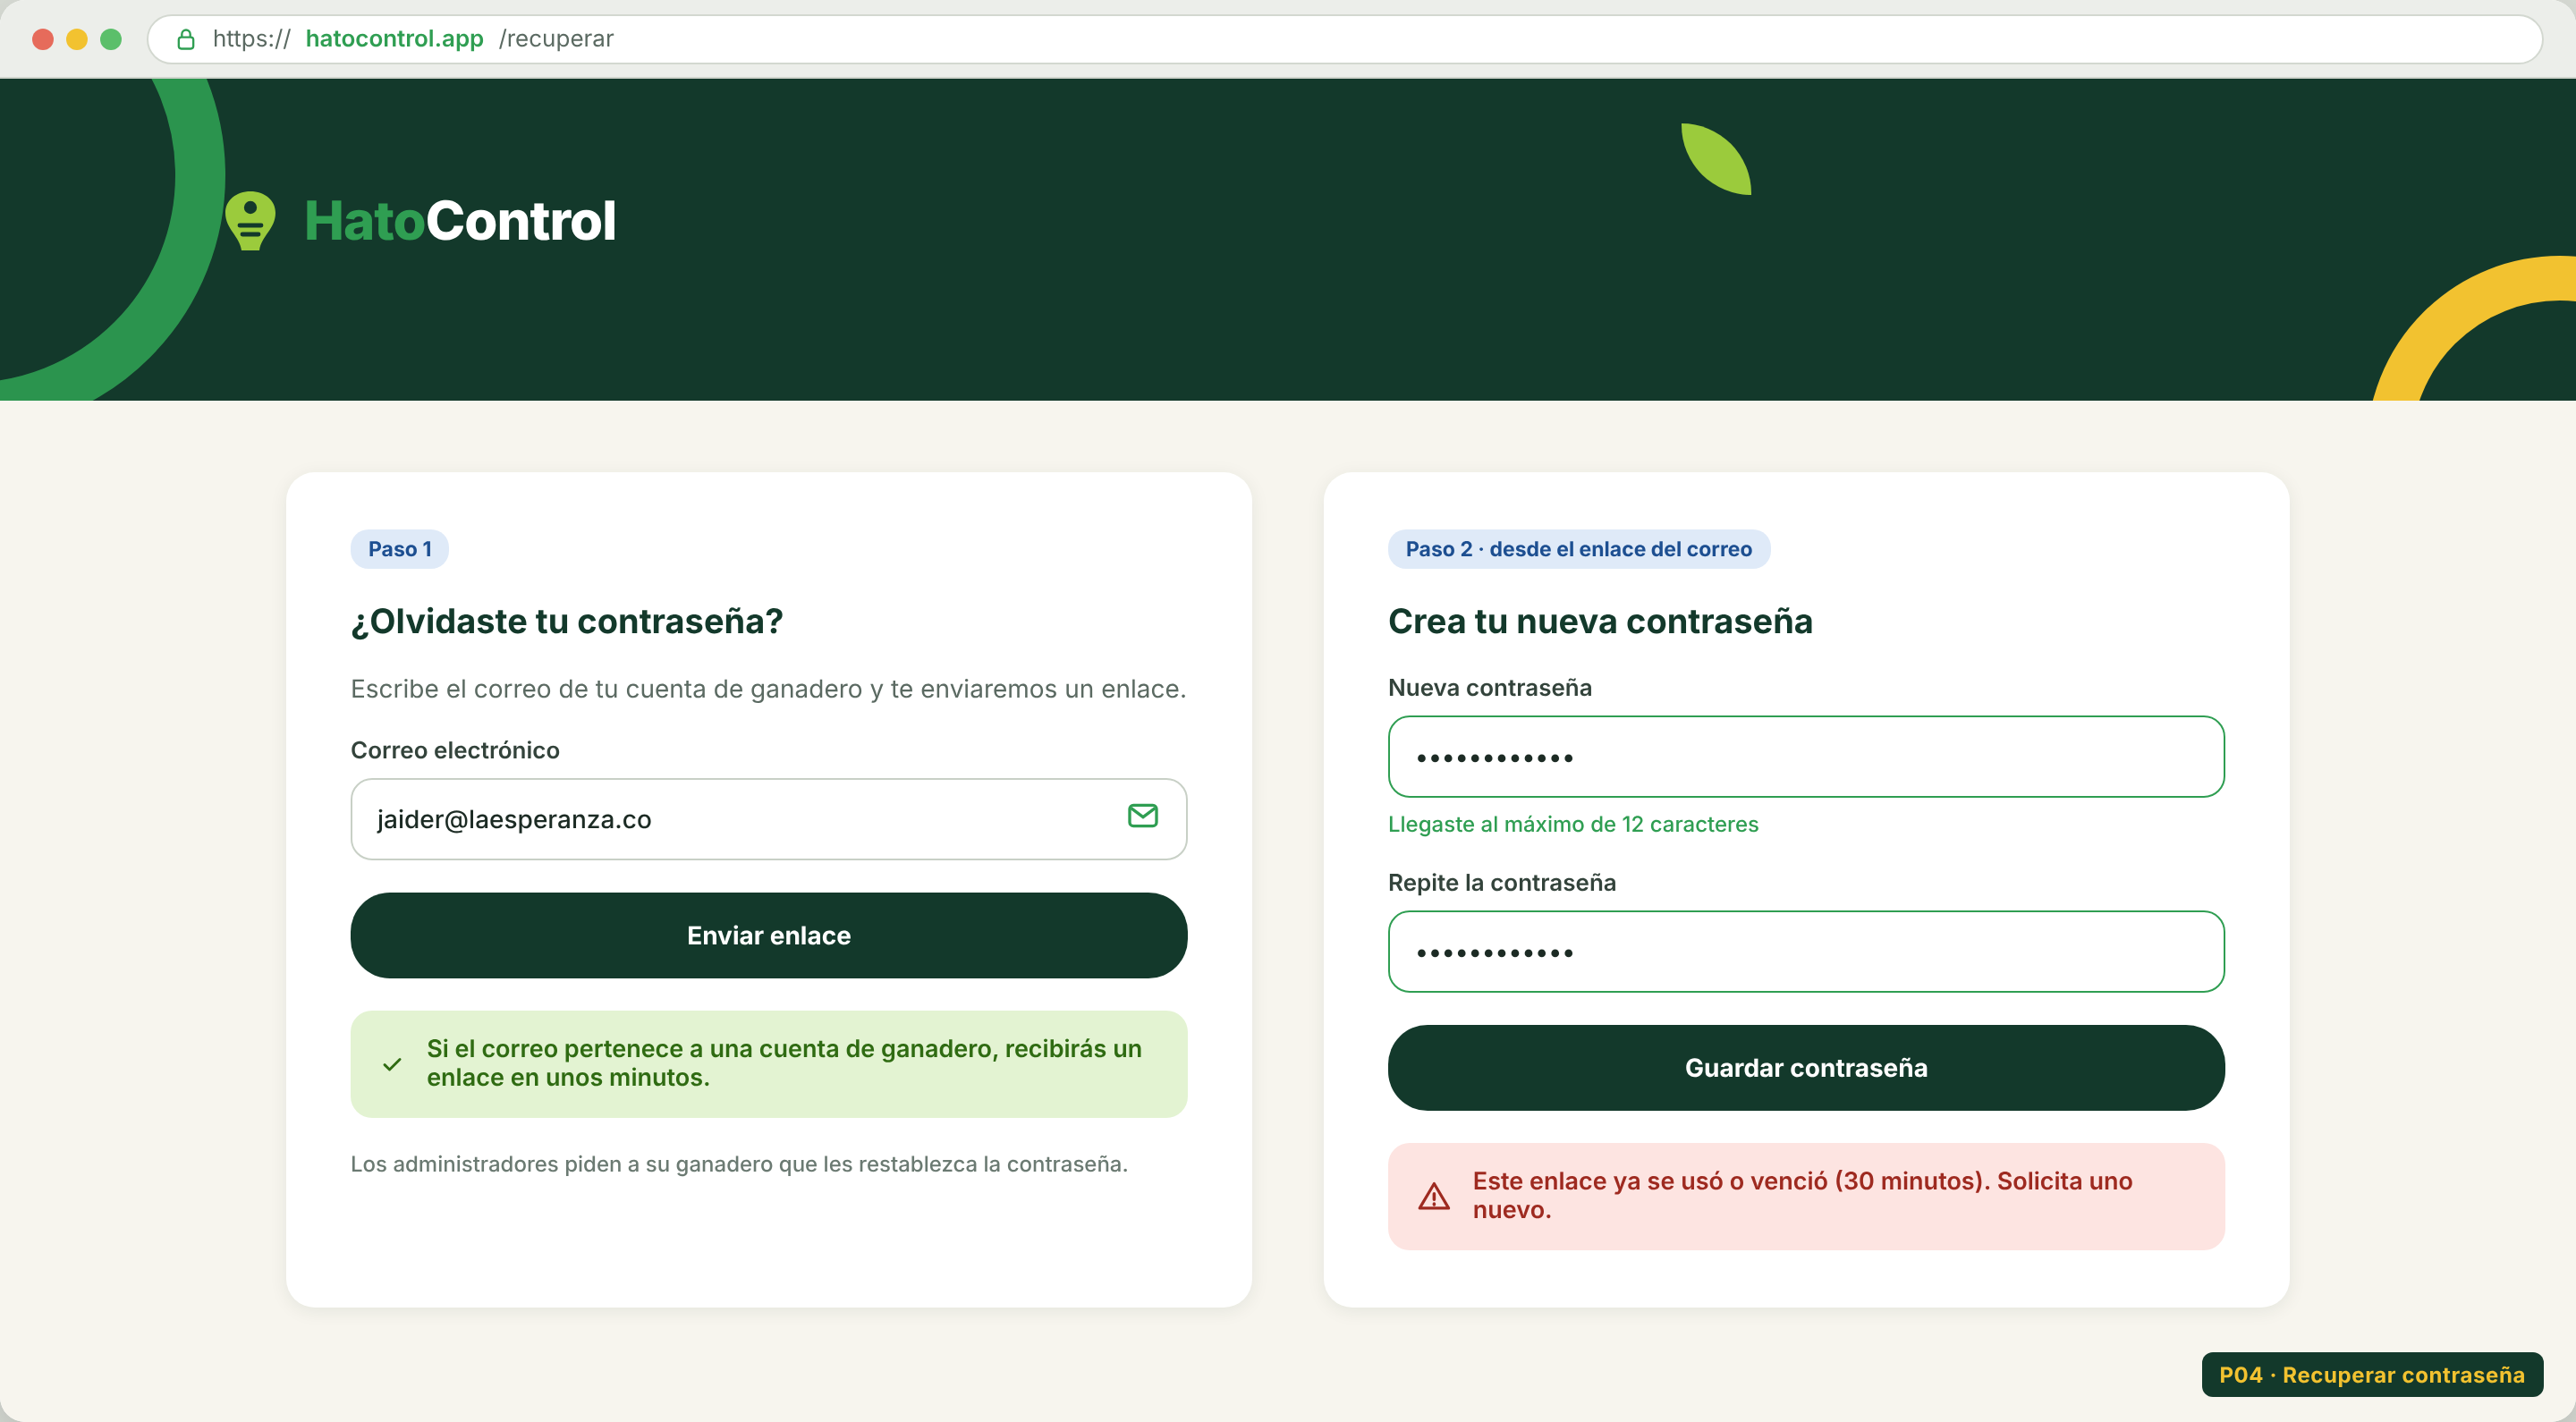 https:// hatocontrol.app /recuperar
HatoControl
Paso 1
¿Olvidaste tu contraseña?
Escribe el correo de tu cuenta de ganadero y te enviaremos un enlace.
Correo electrónico
jaider@laesperanza.co
Enviar enlace
Si el correo pertenece a una cuenta de ganadero, recibirás un
enlace en unos minutos.
Los administradores piden a su ganadero que les restablezca la contraseña.
Paso 2 · desde el enlace del correo
Crea tu nueva contraseña
Nueva contraseña
••••••••••••
Llegaste al máximo de 12 caracteres
Repite la contraseña
••••••••••••
Guardar contraseña
Este enlace ya se usó o venció (30 minutos). Solicita uno
nuevo.
P04 · Recuperar contraseña